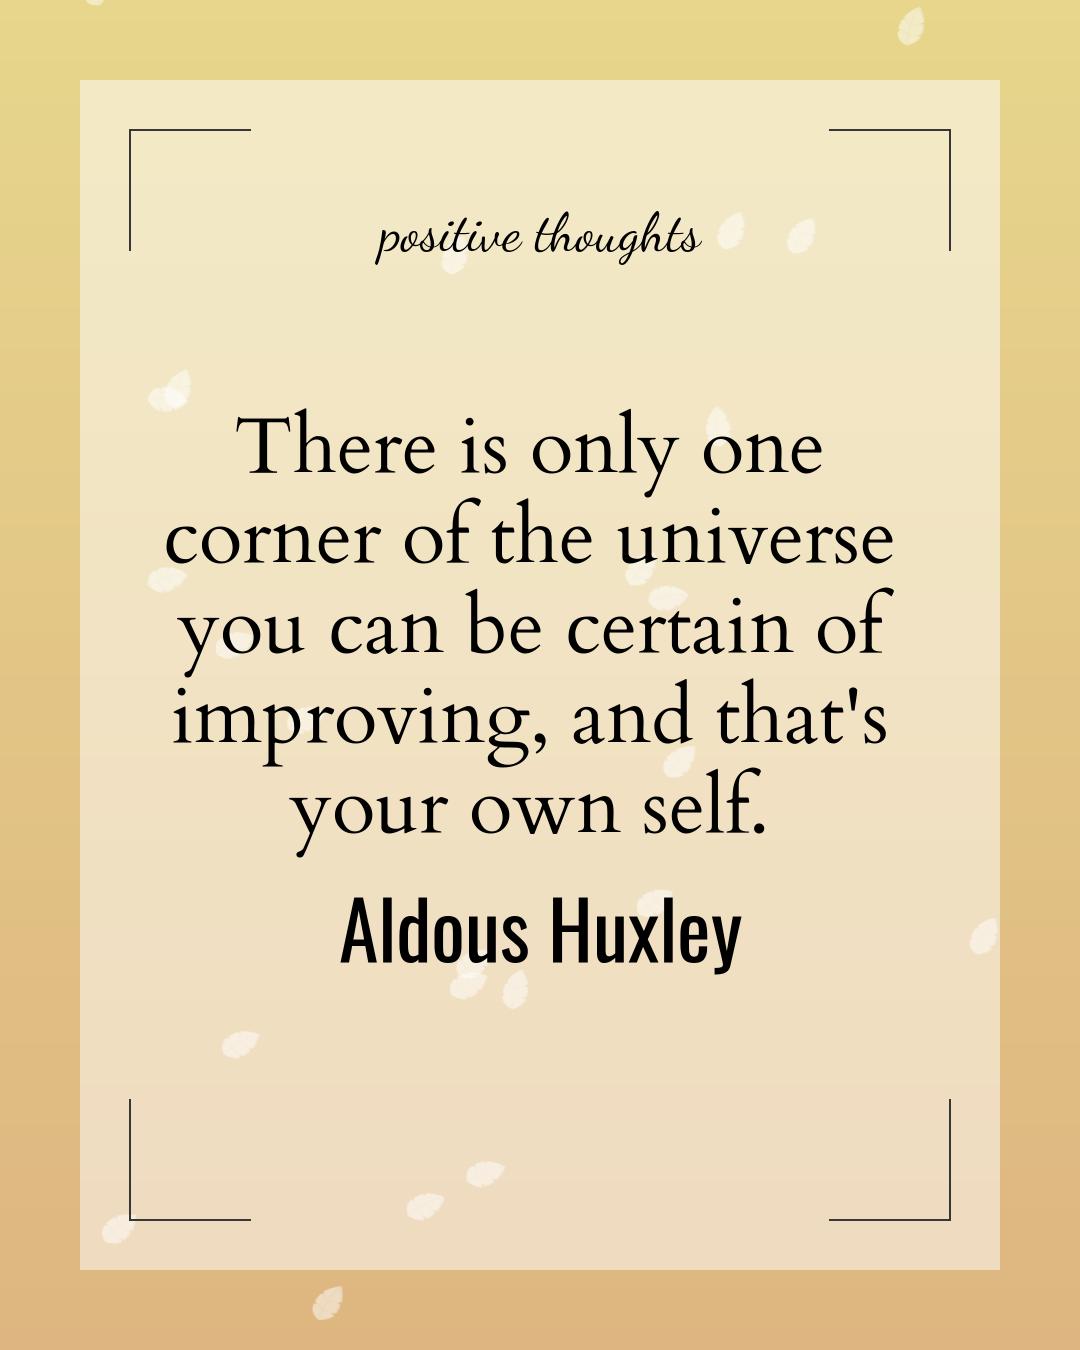 positive thoughts
There is only one
corner of the universe
you can be certain of
improving, and that's
your own self.
Aldous Huxley